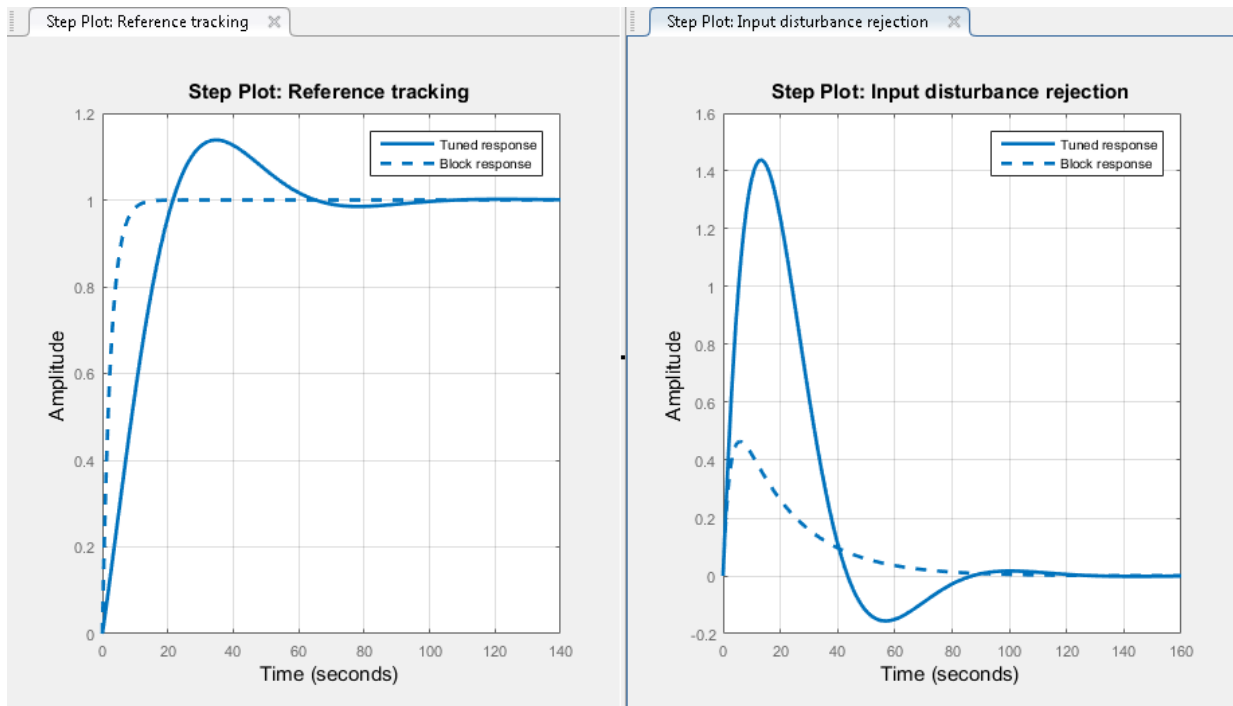 Step Plot: Reference tracking
Step Plot: Input disturbance rejection
Step Plot: Reference tracking
1.2
1
0.8
0.6
0.4
0.2
0
Amplitude
Tuned response
Block response
0 20 40 60 80 100 120 140
Time (seconds)
Step Plot: Input disturbance rejection
1.6
1.4
1.2
1
0.8
0.6
0.4
0.2
0
-0.2
Amplitude
Tuned response
Block response
0 20 40 60 80 100 120 140 160
Time (seconds)